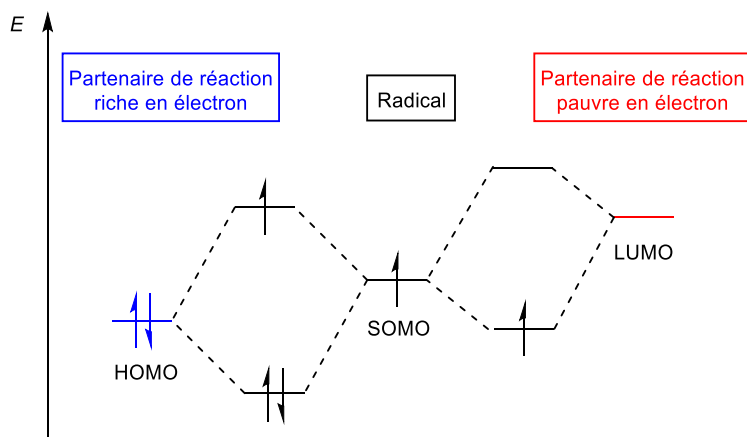 E
Partenaire de réaction
riche en électron
Radical
Partenaire de réaction
pauvre en électron
HOMO
SOMO
LUMO